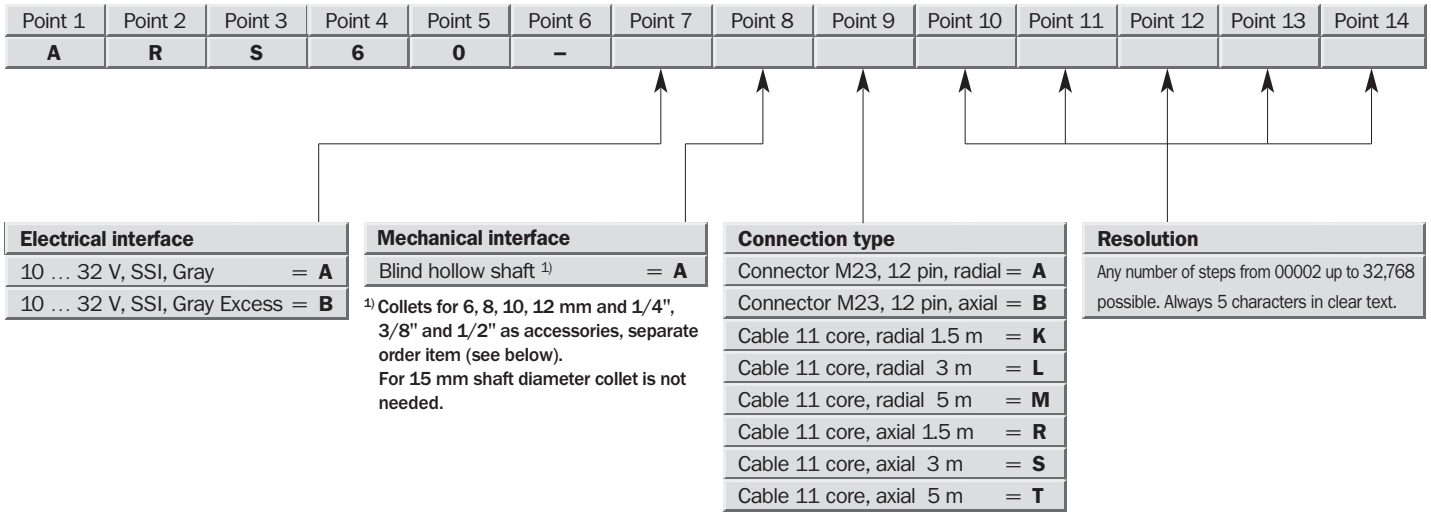 Point 1 Point 2 Point 3 Point 4 Point 5 Point 6 Point 7 Point 8 Point 9 Point 10 Point 11 Point 12 Point 13 Point 14
A R S 6 0 –
Electrical interface
10 … 32 V, SSI, Gray = A
10 … 32 V, SSI, Gray Excess = B
Mechanical interface
Blind hollow shaft 1) = A
1) Collets for 6, 8, 10, 12 mm and 1/4",
3/8" and 1/2" as accessories, separate
order item (see below).
For 15 mm shaft diameter collet is not
needed.
Connection type
Connector M23, 12 pin, radial = A
Connector M23, 12 pin, axial = B
Cable 11 core, radial 1.5 m = K
Cable 11 core, radial 3 m = L
Cable 11 core, radial 5 m = M
Cable 11 core, axial 1.5 m = R
Cable 11 core, axial 3 m = S
Cable 11 core, axial 5 m = T
Resolution
Any number of steps from 00002 up to 32,768
possible. Always 5 characters in clear text.